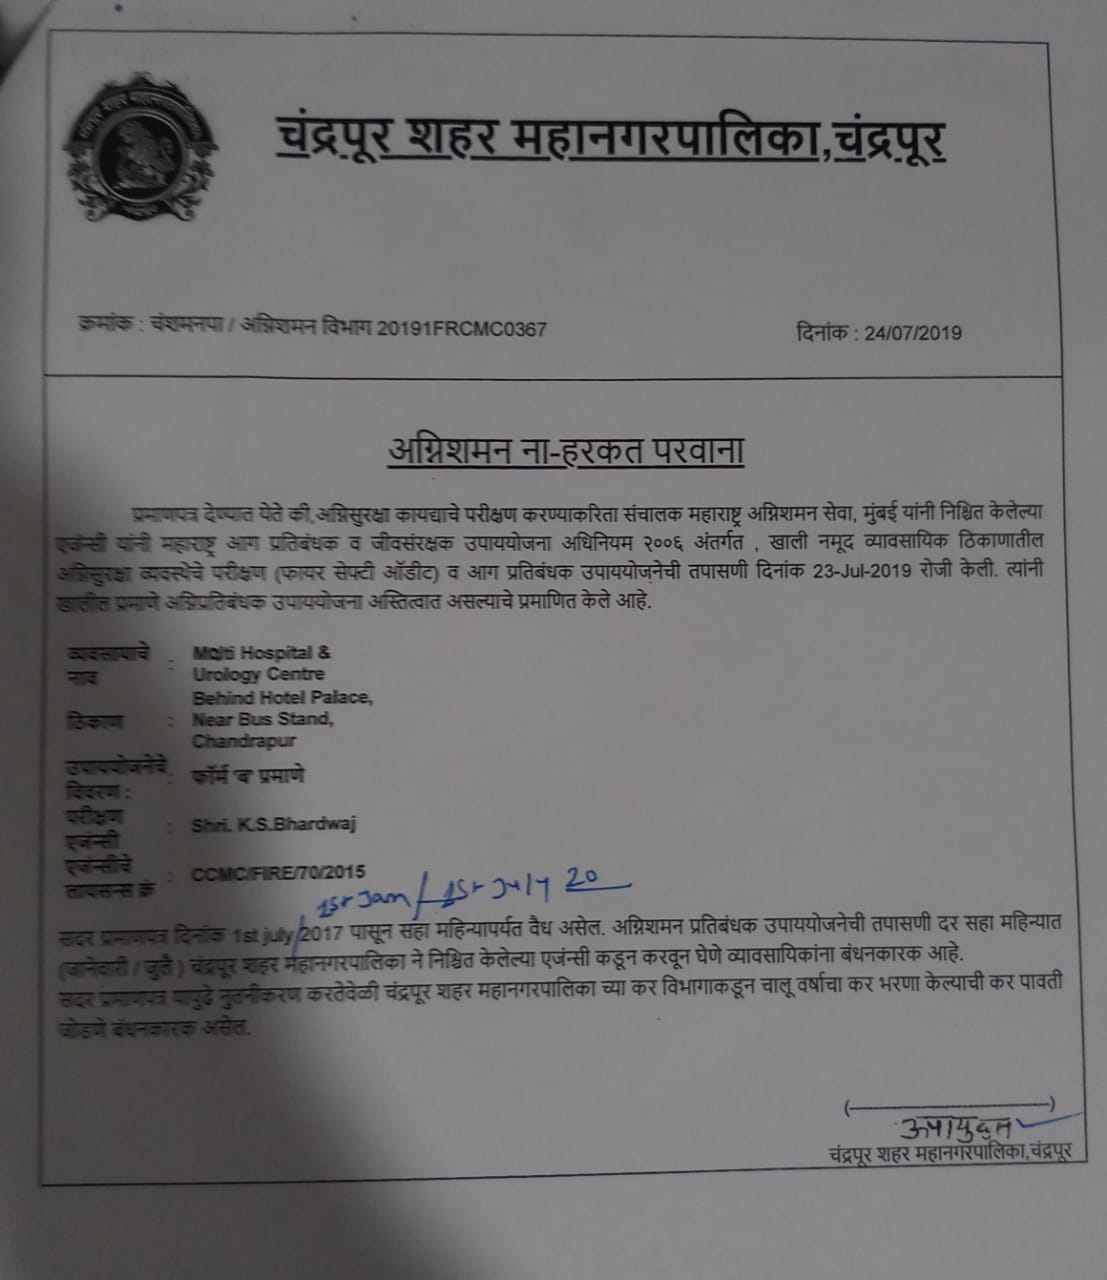 चंद्रपूर शहर महानगरपालिका,चंद्रपूर
क्रमांक : चंशमनपा / अग्निशमन विभाग 20191FRCMC0367
दिनांक : 24/07/2019
अग्निशमन ना-हरकत परवाना
प्रमाणपत्र देण्यात येते की,अग्निसुरक्षा कायद्याचे परीक्षण करण्याकरिता संचालक महाराष्ट्र अग्निशमन सेवा, मुंबई यांनी निश्चित केलेल्या
एजंन्सी यांनी महाराष्ट्र आग प्रतिबंधक व जीवसंरक्षक उपाययोजना अधिनियम २००६ अंतर्गत , खाली नमूद व्यावसायिक ठिकाणातील
अग्निसुरक्षा व्यवस्थेचे परीक्षण (फायर सेफ्टी ऑडीट) व आग प्रतिबंधक उपाययोजनेची तपासणी दिनांक 23-Jul-2019 रोजी केली. त्यांनी
खालील प्रमाणे अग्निप्रतिबंधक उपाययोजना अस्तित्वात असल्याचे प्रमाणित केले आहे.
व्यवसायाचे नाव : Malti Hospital &
Urology Centre
Behind Hotel Palace,
ठिकाण : Near Bus Stand,
Chandrapur
उपाययोजनेचे विवरण : फॉर्म 'ब' प्रमाणे
परीक्षण एजंन्सी : Shri. K.S.Bhardwaj
एजंन्सीचे लायसन्स क्रं : CCMC/FIRE/70/2015
1st Jan / 1st July 20
सदर प्रमाणपत्र दिनांक 1st july 2017 पासून सहा महिन्यापर्यत वैध असेल. अग्निशमन प्रतिबंधक उपाययोजनेची तपासणी दर सहा महिन्यात
(जानेवारी / जुलै ) चंद्रपूर शहर महानगरपालिका ने निश्चित केलेल्या एजंन्सी कडून करवून घेणे व्यावसायिकांना बंधनकारक आहे.
सदर प्रमाणपत्र यापुढे नुतनीकरण करतेवेळी चंद्रपूर शहर महानगरपालिका च्या कर विभागाकडून चालू वर्षाचा कर भरणा केल्याची कर पावती
जोडणे बंधनकारक असेल.
उपायुक्त
चंद्रपूर शहर महानगरपालिका,चंद्रपूर